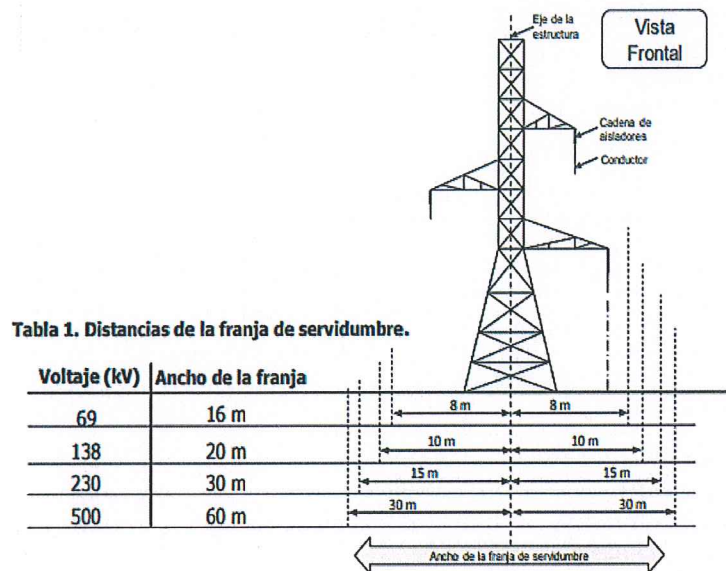 Eje de la
estructura
Vista
Frontal
Cadena de
aisladores
Conductor
Tabla 1. Distancias de la franja de servidumbre.
Voltaje (kV) Ancho de la franja
69 16 m 8 m 8 m
138 20 m 10 m 10 m
230 30 m 15 m 15 m
500 60 m 30 m 30 m
Ancho de la franja de servidumbre